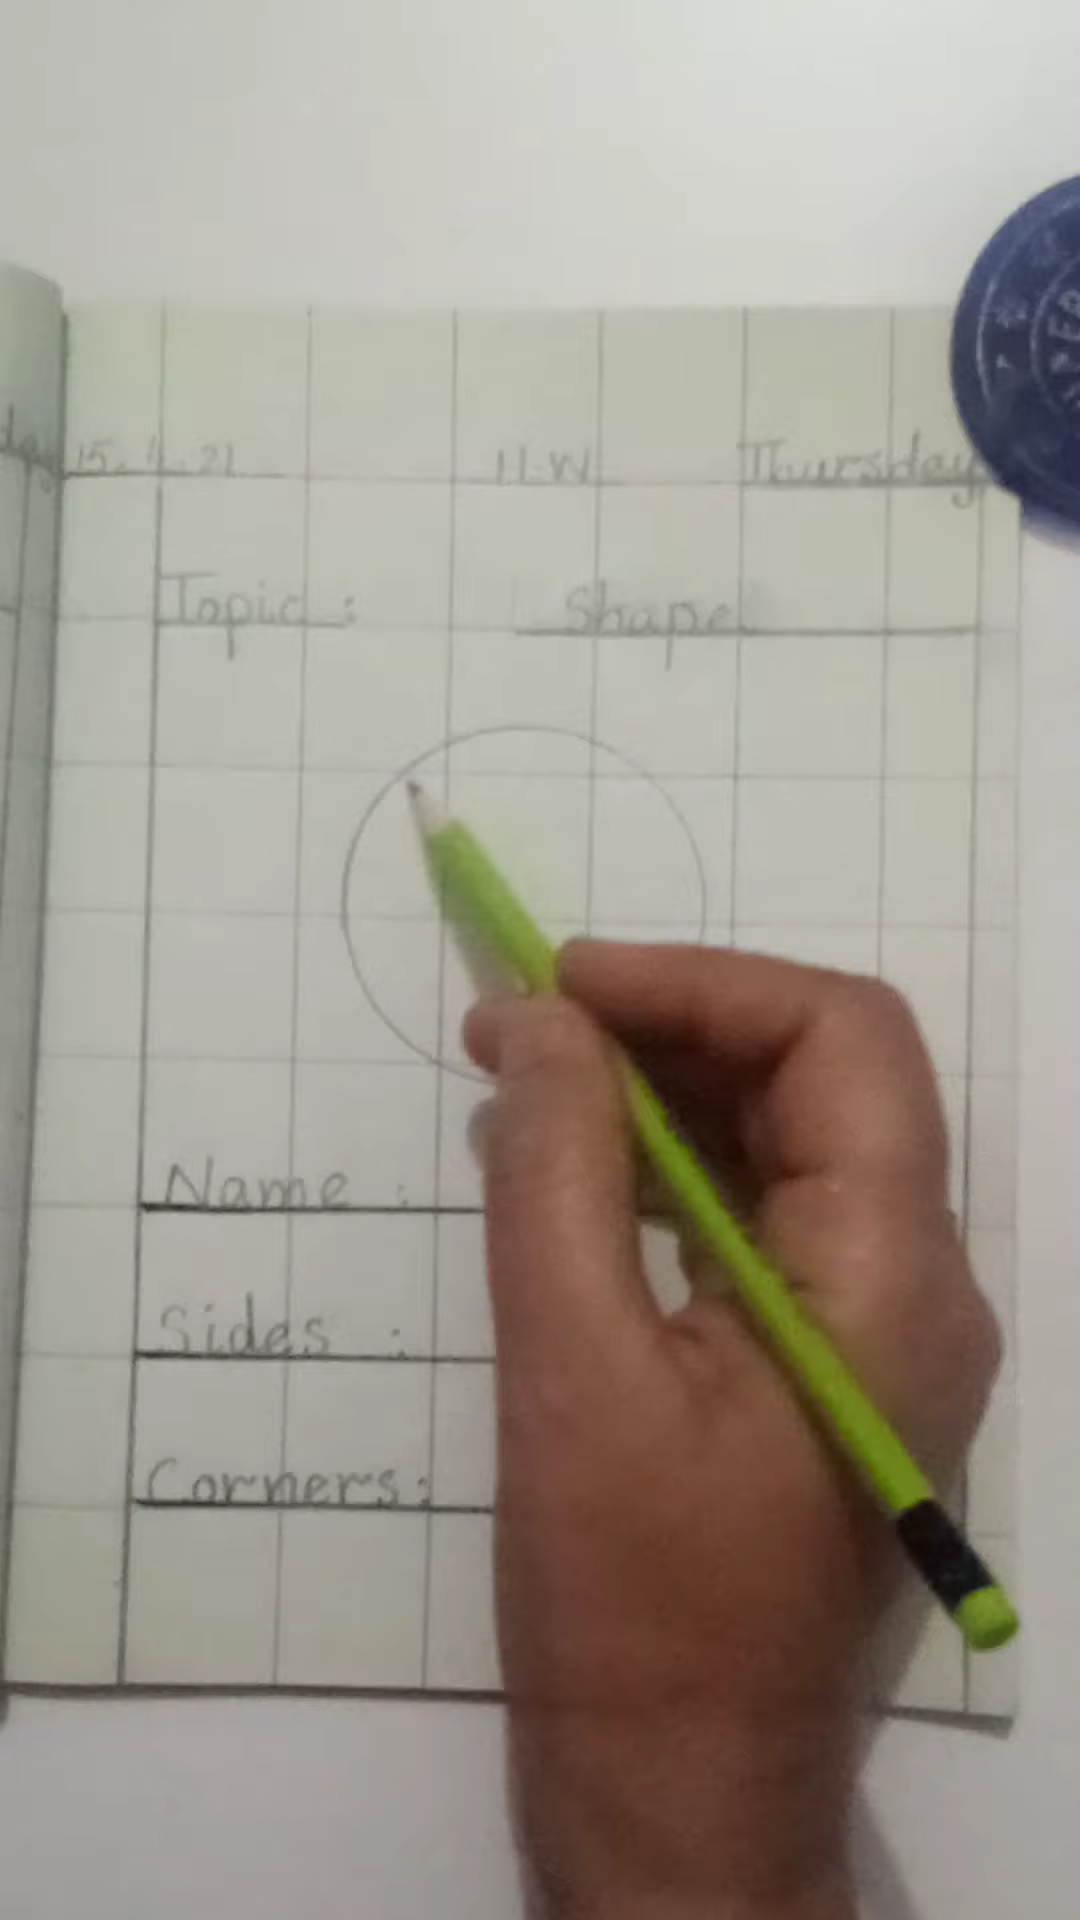 15.4.21 H.W Thursday
Topic: Shape
Name :
Sides :
Corners: